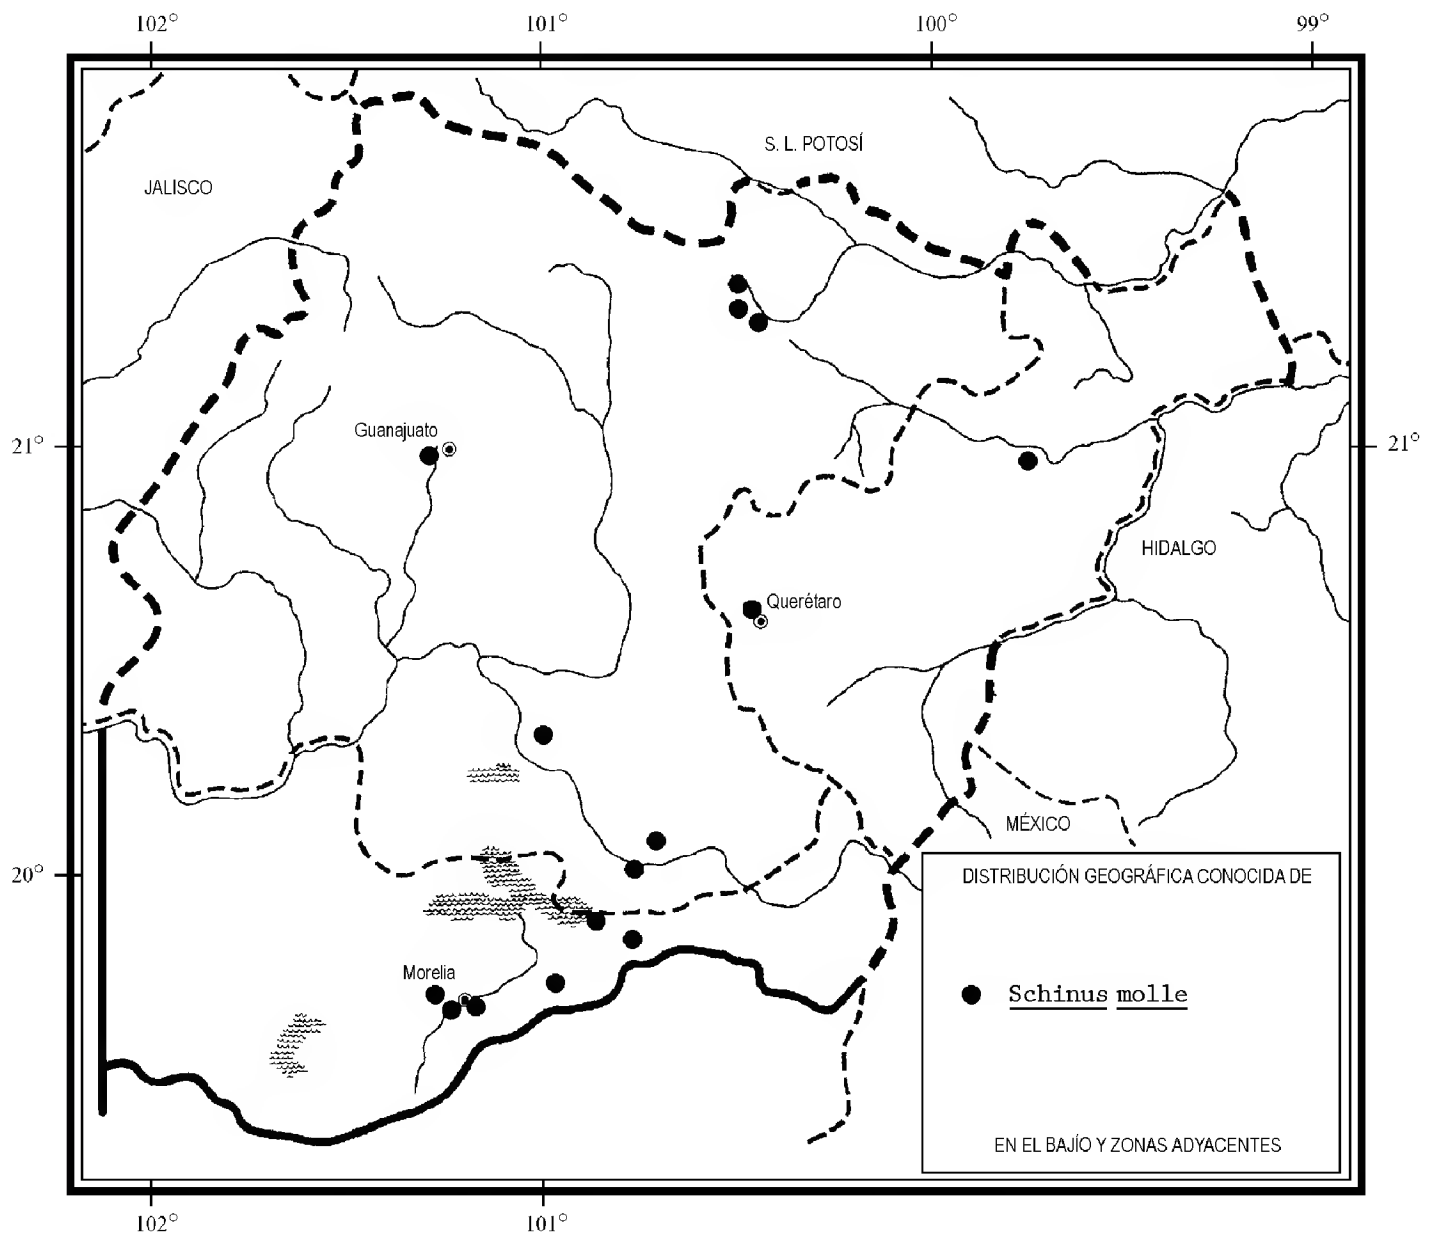 102° 101° 100° 99°
S. L. POTOSÍ
JALISCO
Guanajuato
21° 21°
HIDALGO
Querétaro
MÉXICO
20°
DISTRIBUCIÓN GEOGRÁFICA CONOCIDA DE
Morelia
Schinus molle
EN EL BAJÍO Y ZONAS ADYACENTES
102° 101°